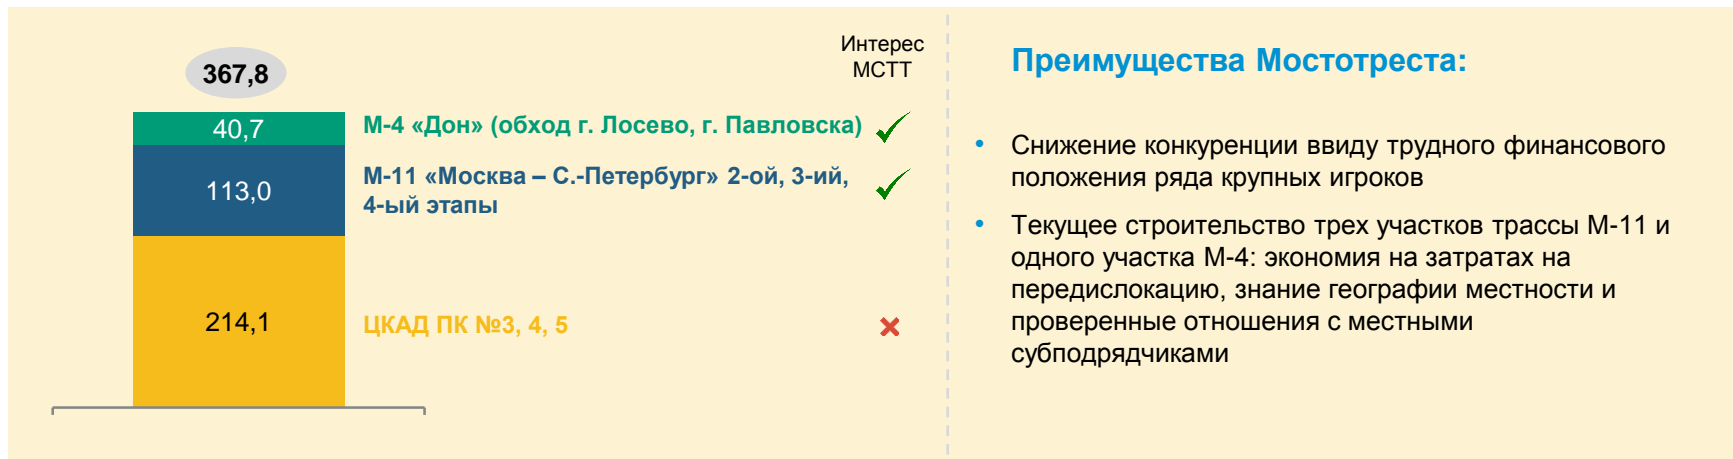 Интерес
МСТТ
367,8
40,7
М-4 «Дон» (обход г. Лосево, г. Павловска)
113,0
М-11 «Москва – С.-Петербург» 2-ой, 3-ий,
4-ый этапы
214,1
ЦКАД ПК №3, 4, 5
Преимущества Мостотреста:
• Снижение конкуренции ввиду трудного финансового
положения ряда крупных игроков
• Текущее строительство трех участков трассы М-11 и
одного участка М-4: экономия на затратах на
передислокацию, знание географии местности и
проверенные отношения с местными
субподрядчиками